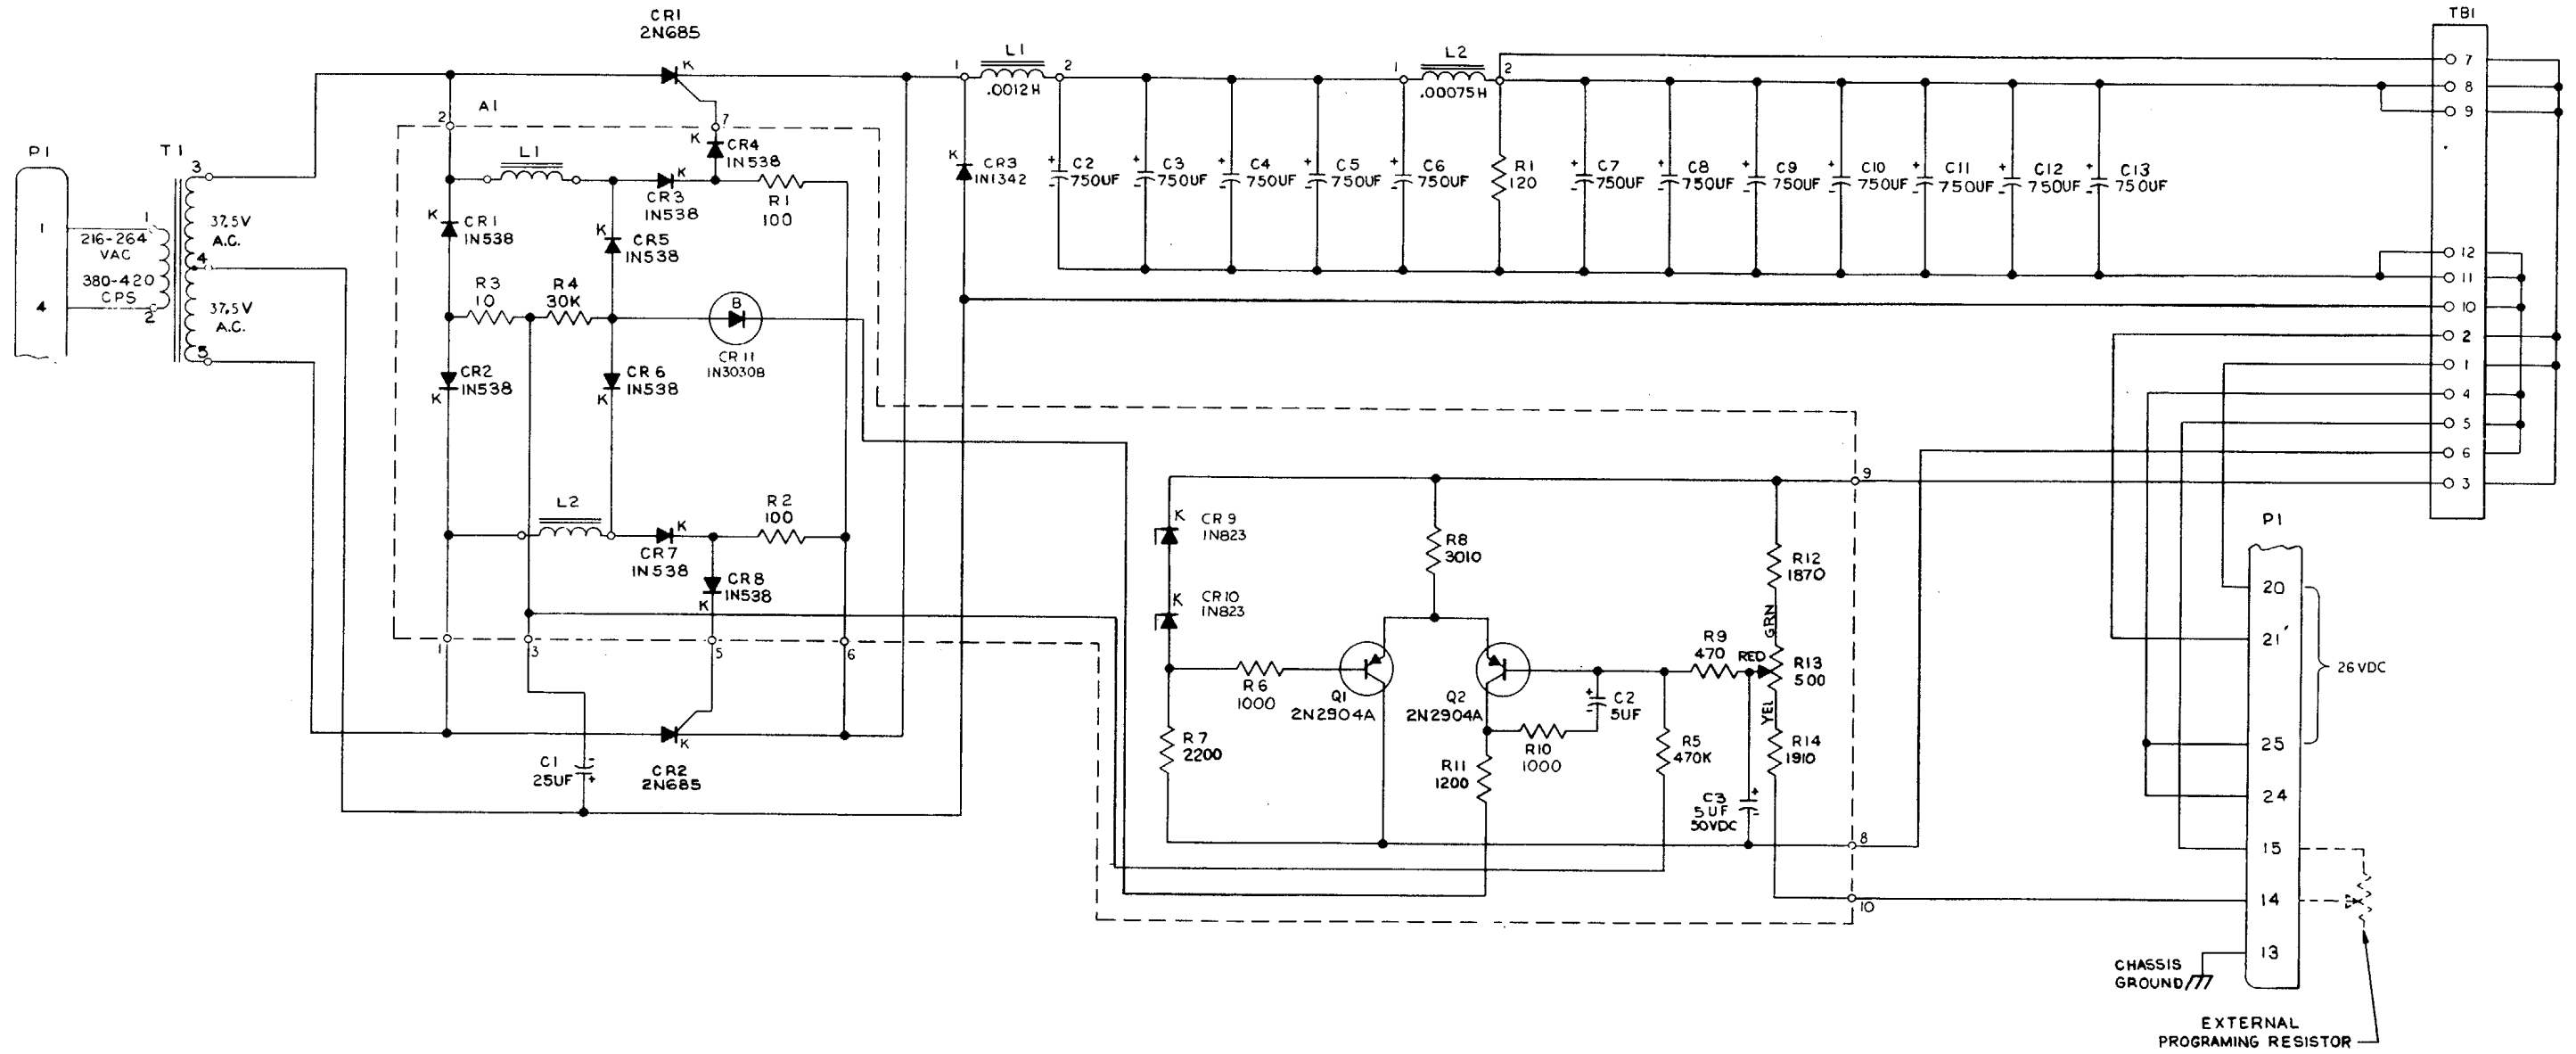 CR1
2N685
TB1
L1
.0012H
1
2
L2
.00075H
1
2
7
8
9
A1
2
7
K
K
P1
T1
3
1
37.5V
A.C.
1
216-264
VAC
380-420
CPS
4
4
2
37.5V
A.C.
5
L1
K
CR3
1N538
CR4
1N538
R1
100
K
CR1
1N538
K
CR5
1N538
K
CR3
1N1342
+
-
C2
750UF
+
-
C3
750UF
+
-
C4
750UF
+
-
C5
750UF
+
-
C6
750UF
R1
120
+
-
C7
750UF
+
-
C8
750UF
+
-
C9
750UF
+
-
C10
750UF
+
-
C11
750UF
+
-
C12
750UF
+
-
C13
750UF
12
11
10
2
1
4
5
6
3
R3
10
R4
30K
B
CR11
1N3030B
CR2
1N538
K
CR6
1N538
K
L2
K
CR7
1N538
R2
100
CR8
1N538
K
1
3
5
6
C1
25UF
-
+
K
CR2
2N685
9
K
CR9
1N823
K
CR10
1N823
R8
3010
R12
1870
GRN
R6
1000
Q1
2N2904A
Q2
2N2904A
R9
470
RED
R13
500
YEL
+
-
C2
5UF
R7
2200
R10
1000
R11
1200
R5
470K
R14
1910
C3
5UF
50VDC
+
-
8
10
P1
20
21
26VDC
25
24
15
14
13
CHASSIS
GROUND
EXTERNAL
PROGRAMING RESISTOR